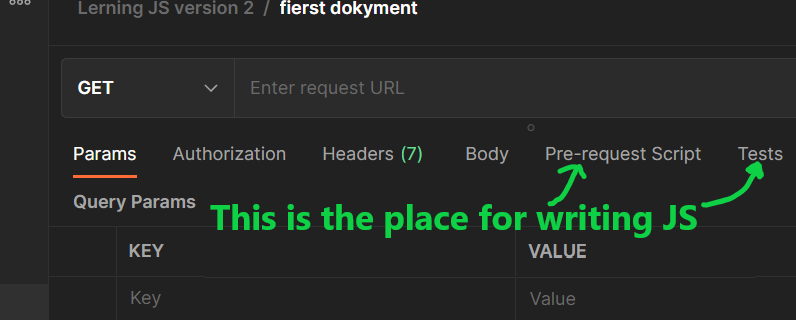 Lerning JS version 2 / fierst dokyment
GET Enter request URL
Params Authorization Headers (7) Body Pre-request Script Tests
Query Params
This is the place for writing JS
KEY VALUE
Key Value